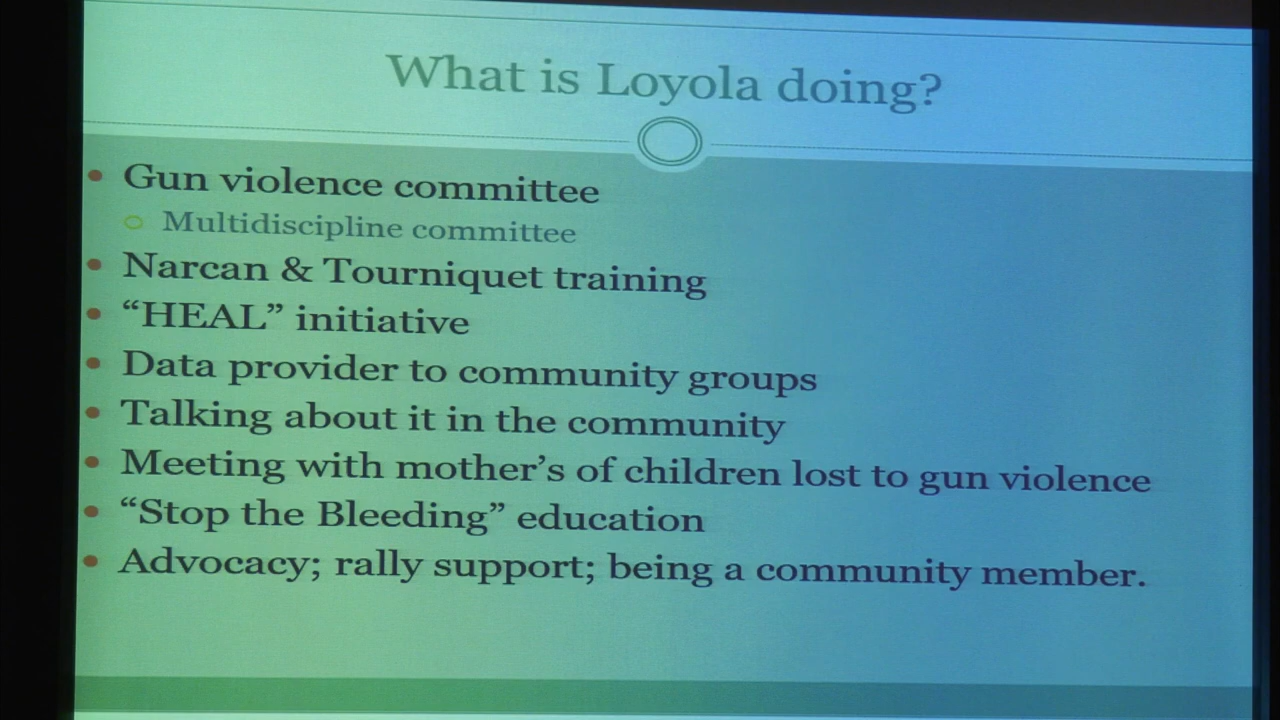 What is Loyola doing?
Gun violence committee
Multidiscipline committee
Narcan & Tourniquet training
“HEAL” initiative
Data provider to community groups
Talking about it in the community
Meeting with mother’s of children lost to gun violence
“Stop the Bleeding” education
Advocacy; rally support; being a community member.